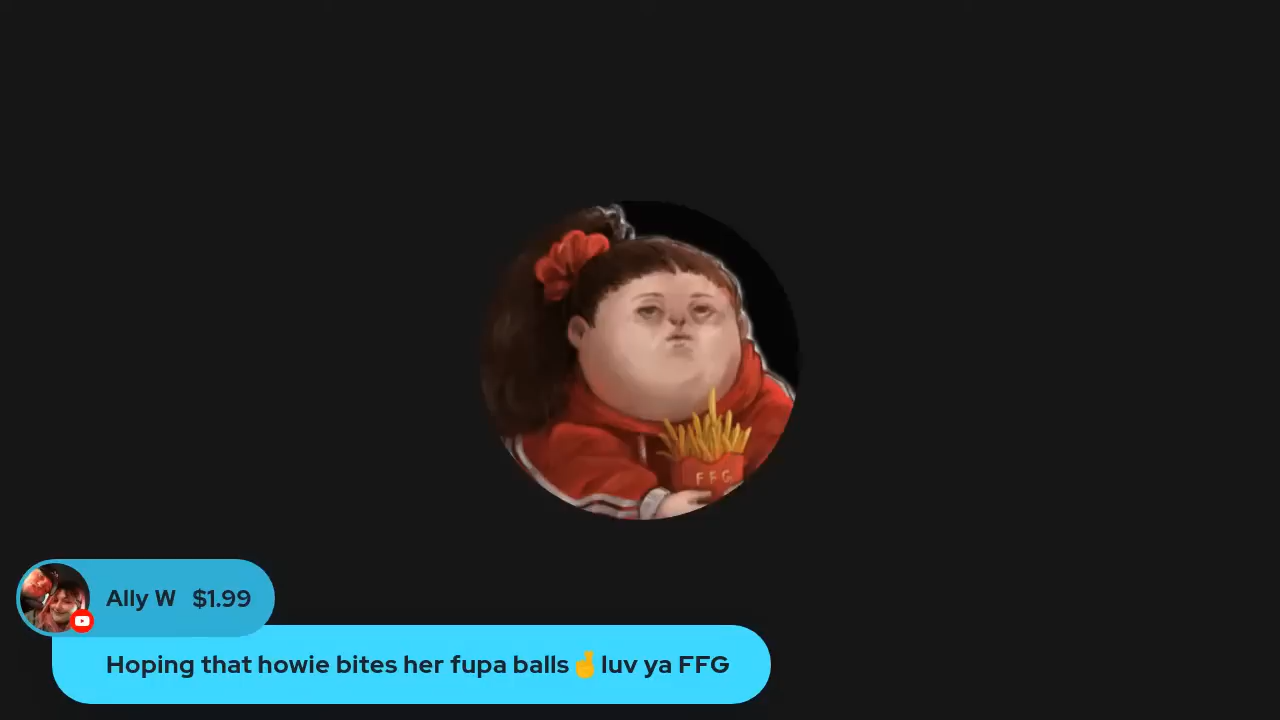 FFG
Ally W $1.99
Hoping that howie bites her fupa balls🤞luv ya FFG